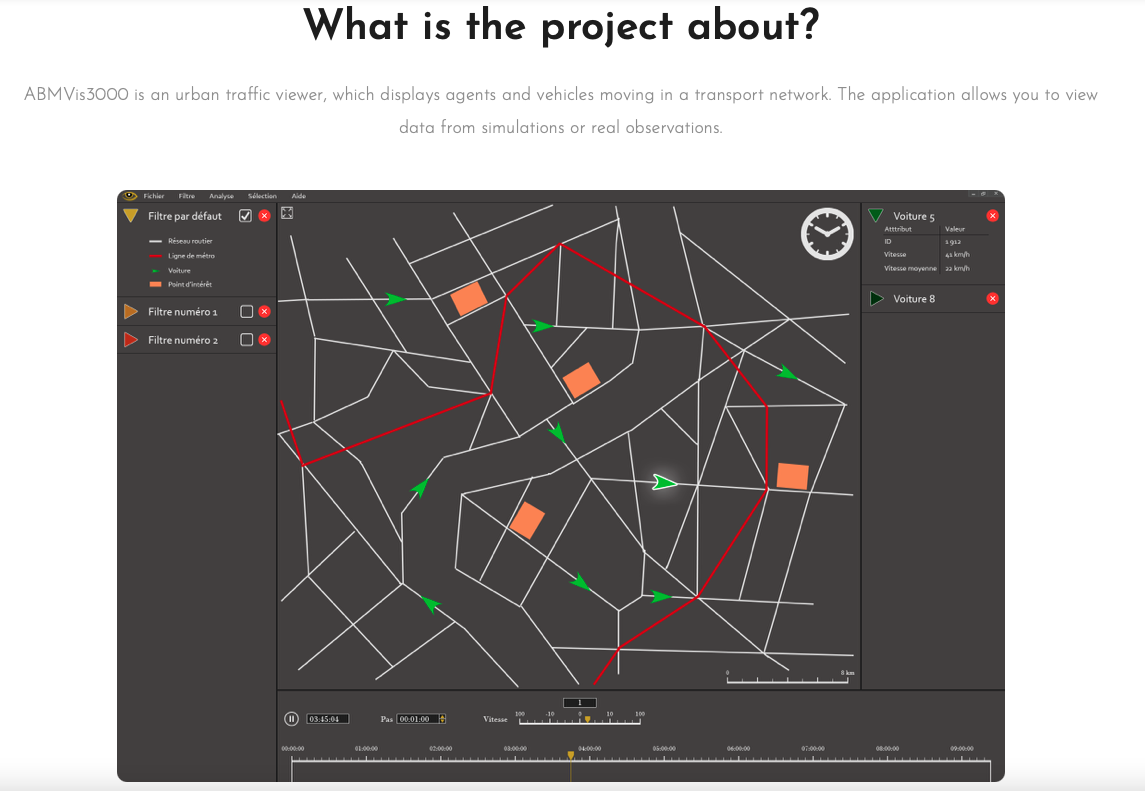 What is the project about?
ABMVis3000 is an urban traffic viewer, which displays agents and vehicles moving in a transport network. The application allows you to view
data from simulations or real observations.
Fichier Filtre Analyse Sélection Aide
Filtre par défaut
Réseau routier
Ligne de métro
Voiture
Point d'intérêt
Filtre numéro 1
Filtre numéro 2
Voiture 5
Atttribut Valeur
ID 1 912
Vitesse 41 km/h
Vitesse moyenne 22 km/h
Voiture 8
0 8 km
1
03:45:04 Pas 00:01:00 Vitesse 100 -10 0 10 100
00:00:00 01:00:00 02:00:00 03:00:00 04:00:00 05:00:00 06:00:00 07:00:00 08:00:00 09:00:00